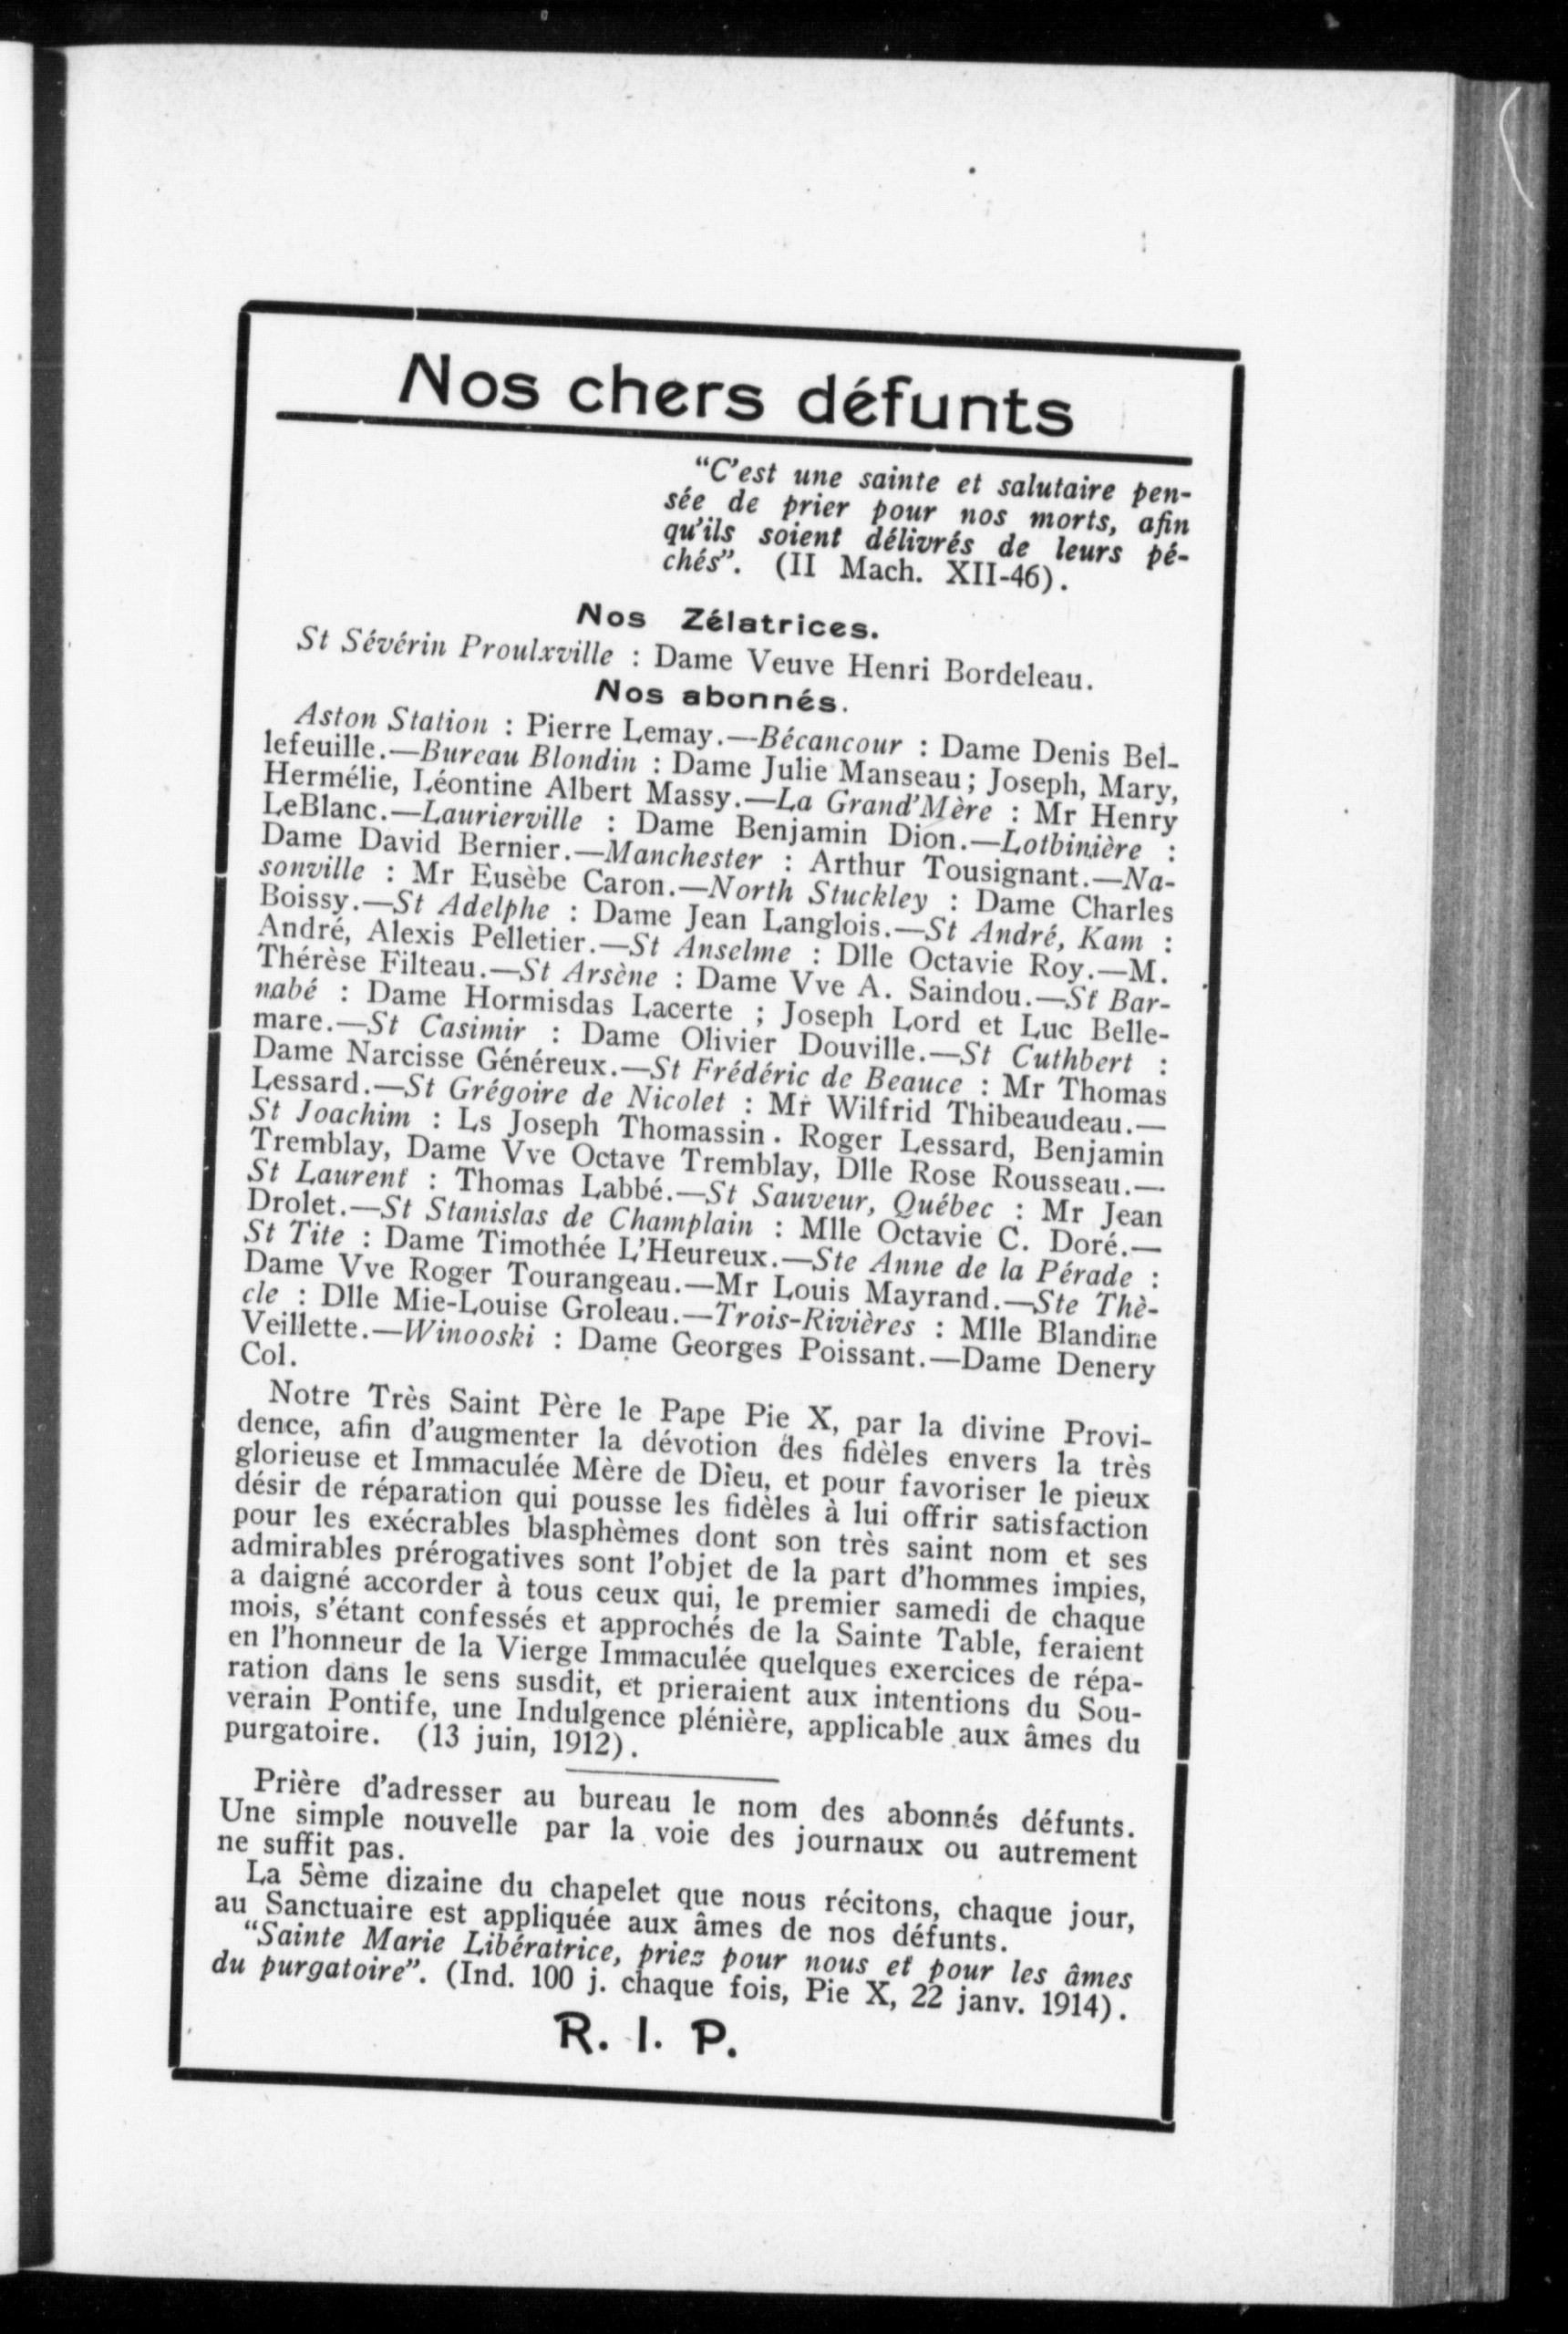 Nos chers défunts
“C’est une sainte et salutaire pen-
sée de prier pour nos morts, afin
qu’ils soient délivrés de leurs pé-
chés”. (II Mach. XII-46).
Nos Zélatrices.
St Sévérin Proulxville : Dame Veuve Henri Bordeleau.
Nos abonnés.
Aston Station : Pierre Lemay.—Bécancour : Dame Denis Bel-
lefeuille.—Bureau Blondin : Dame Julie Manseau; Joseph, Mary,
Hermélie, Léontine Albert Massy.—La Grand’Mère : Mr Henry
LeBlanc.—Laurierville : Dame Benjamin Dion.—Lotbinière :
Dame David Bernier.—Manchester : Arthur Tousignant.—Na-
sonville : Mr Eusèbe Caron.—North Stuckley : Dame Charles
Boissy.—St Adelphe : Dame Jean Langlois.—St André, Kam :
André, Alexis Pelletier.—St Anselme : Dlle Octavie Roy.—M.
Thérèse Filteau.—St Arsène : Dame Vve A. Saindou.—St Bar-
nabé : Dame Hormisdas Lacerte ; Joseph Lord et Luc Belle-
mare.—St Casimir : Dame Olivier Douville.—St Cuthbert :
Dame Narcisse Généreux.—St Frédéric de Beauce : Mr Thomas
Lessard.—St Grégoire de Nicolet : Mr Wilfrid Thibeaudeau.—
St Joachim : Ls Joseph Thomassin. Roger Lessard, Benjamin
Tremblay, Dame Vve Octave Tremblay, Dlle Rose Rousseau.—
St Laurent : Thomas Labbé.—St Sauveur, Québec : Mr Jean
Drolet.—St Stanislas de Champlain : Mlle Octavie C. Doré.—
St Tite : Dame Timothée L’Heureux.—Ste Anne de la Pérade :
Dame Vve Roger Tourangeau.—Mr Louis Mayrand.—Ste Thè-
cle : Dlle Mie-Louise Groleau.—Trois-Rivières : Mlle Blandine
Veillette.—Winooski : Dame Georges Poissant.—Dame Denery
Col.
Notre Très Saint Père le Pape Pie X, par la divine Provi-
dence, afin d’augmenter la dévotion des fidèles envers la très
glorieuse et Immaculée Mère de Dieu, et pour favoriser le pieux
désir de réparation qui pousse les fidèles à lui offrir satisfaction
pour les exécrables blasphèmes dont son très saint nom et ses
admirables prérogatives sont l’objet de la part d’hommes impies,
a daigné accorder à tous ceux qui, le premier samedi de chaque
mois, s’étant confessés et approchés de la Sainte Table, feraient
en l’honneur de la Vierge Immaculée quelques exercices de répa-
ration dans le sens susdit, et prieraient aux intentions du Sou-
verain Pontife, une Indulgence plénière, applicable aux âmes du
purgatoire. (13 juin, 1912).
Prière d’adresser au bureau le nom des abonnés défunts.
Une simple nouvelle par la voie des journaux ou autrement
ne suffit pas.
La 5ème dizaine du chapelet que nous récitons, chaque jour,
au Sanctuaire est appliquée aux âmes de nos défunts.
“Sainte Marie Libératrice, priez pour nous et pour les âmes
du purgatoire”. (Ind. 100 j. chaque fois, Pie X, 22 janv. 1914).
R. I. P.